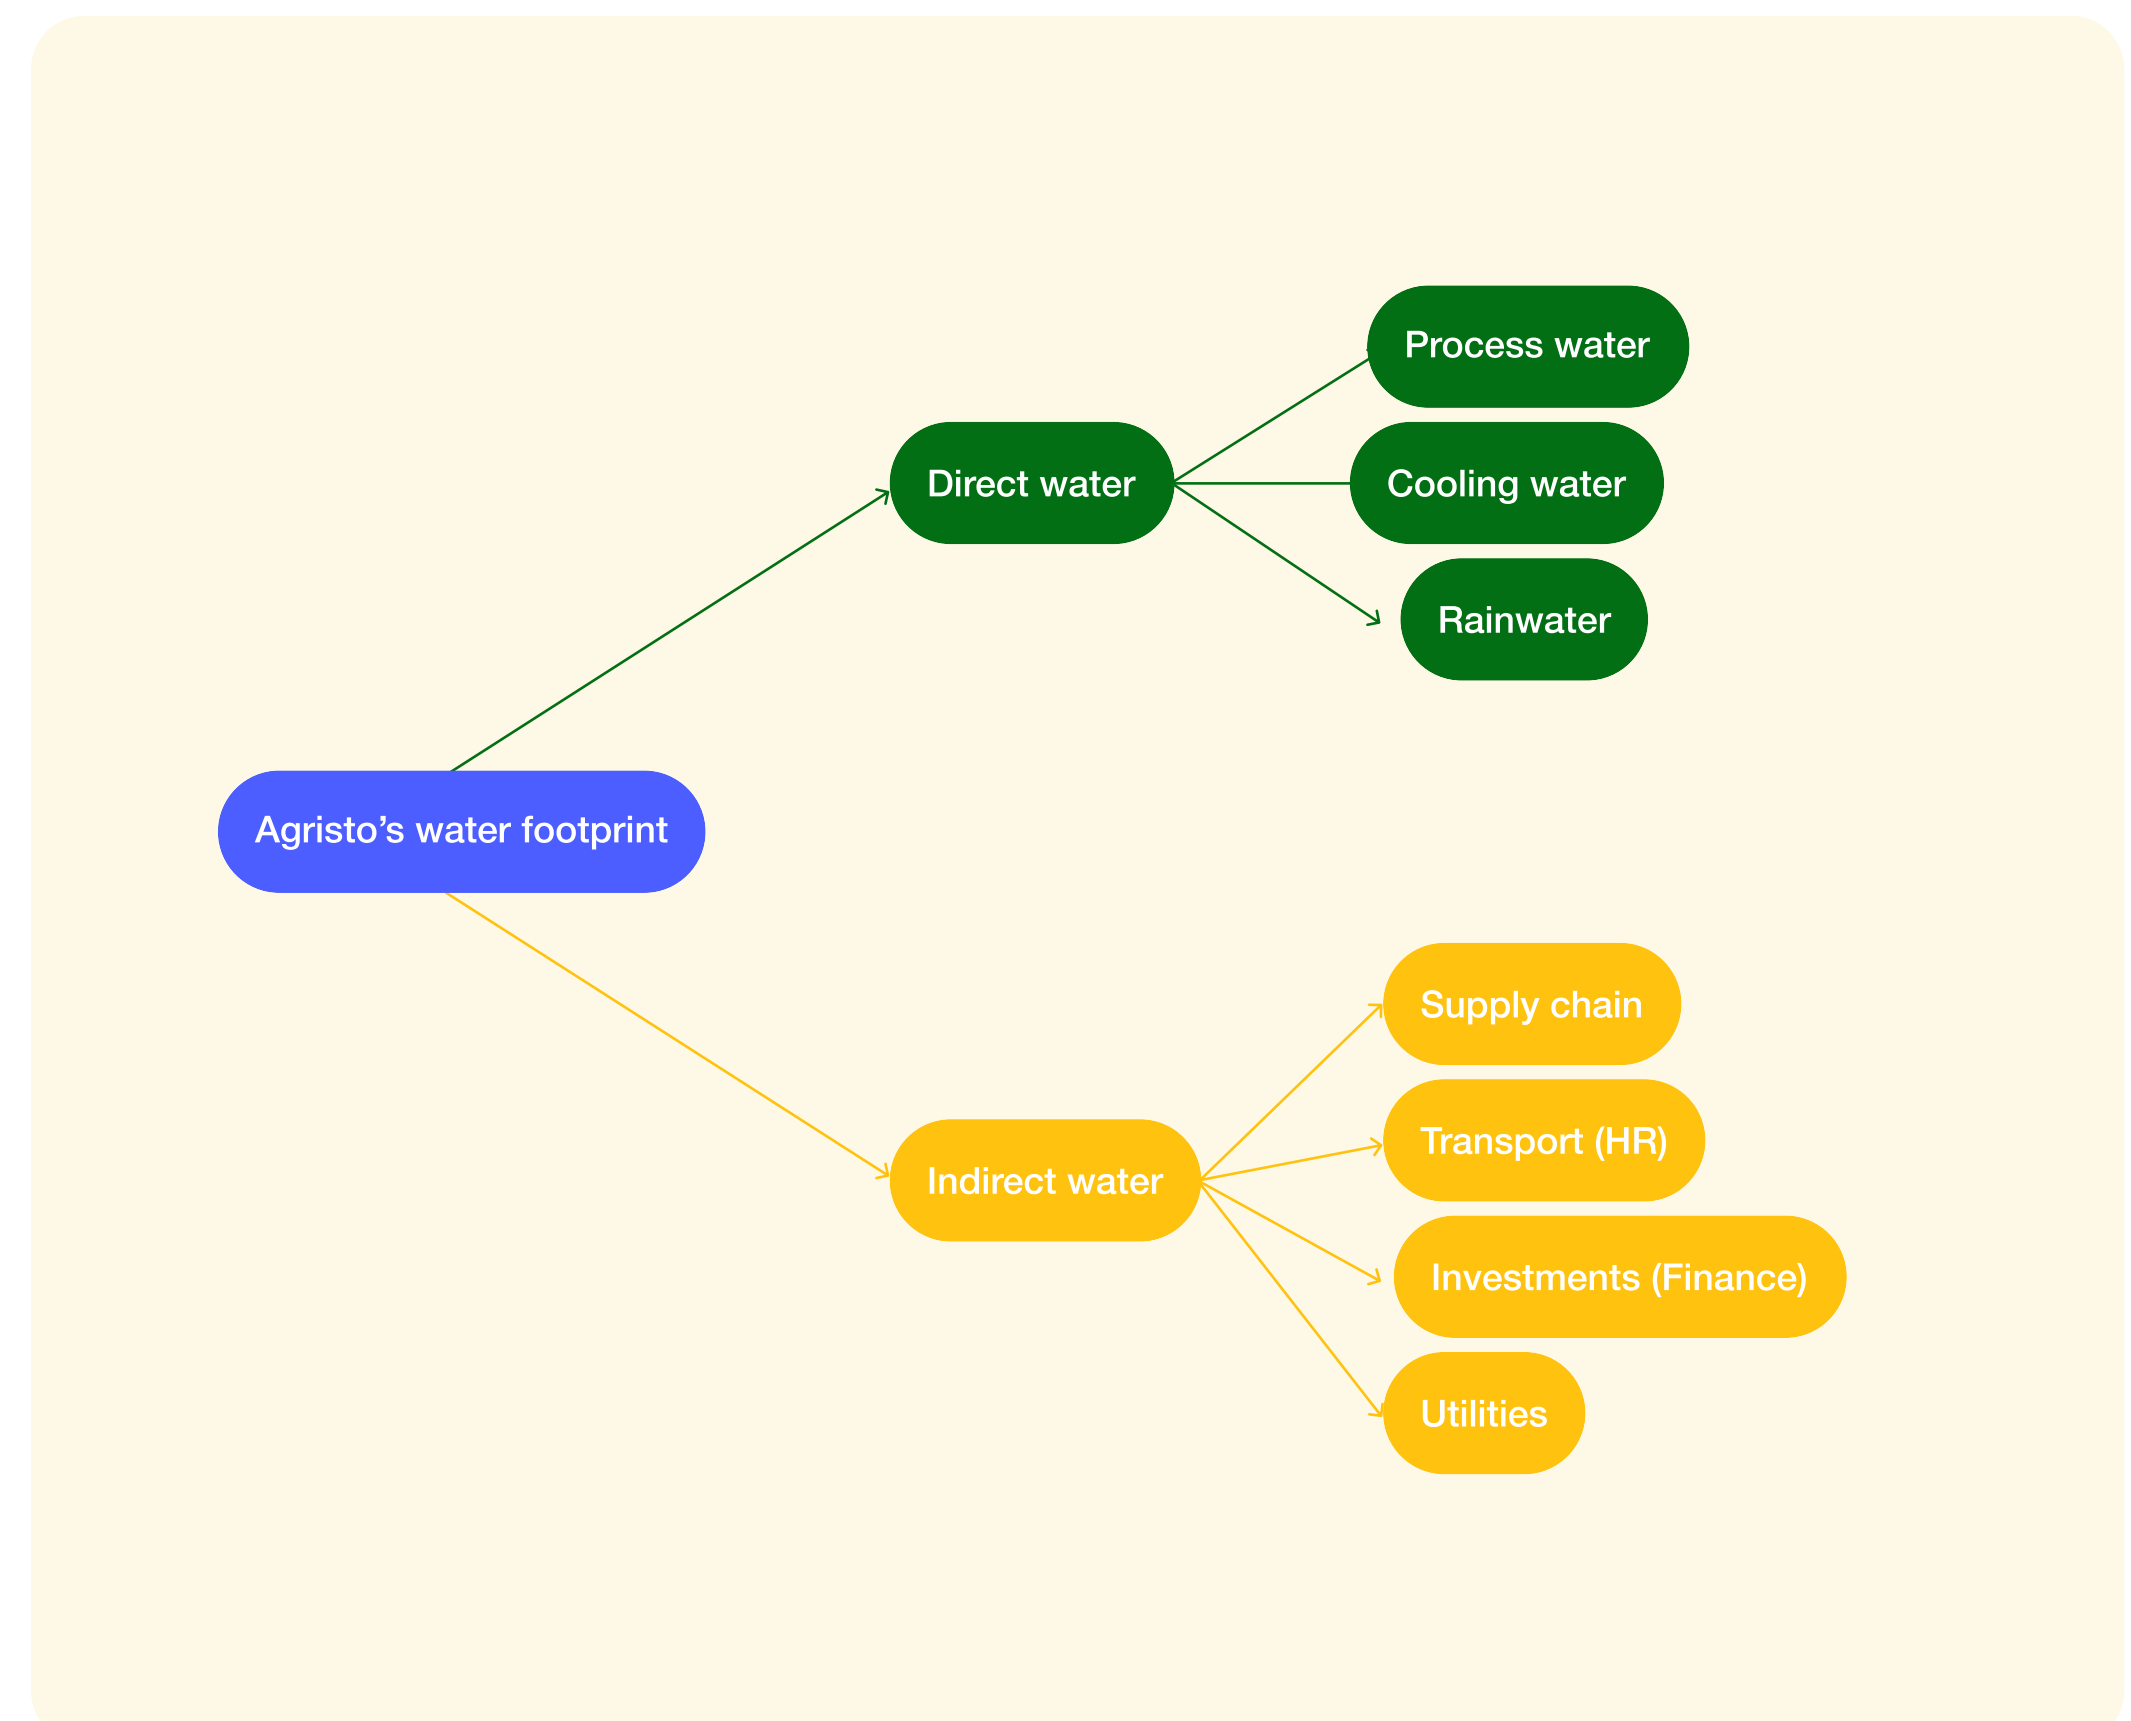 Process water
Direct water
Cooling water
Rainwater
Agristo’s water footprint
Supply chain
Transport (HR)
Indirect water
Investments (Finance)
Utilities